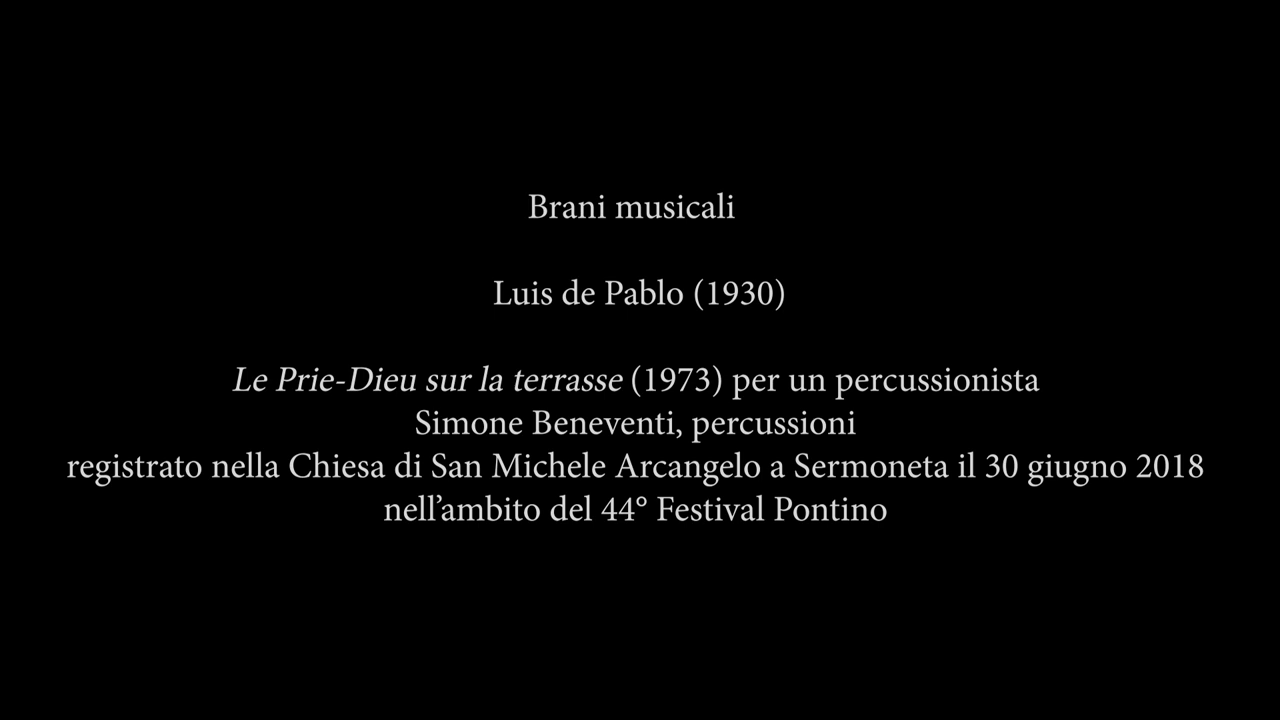 Brani musicali
Luis de Pablo (1930)
Le Prie-Dieu sur la terrasse (1973) per un percussionista
Simone Beneventi, percussioni
registrato nella Chiesa di San Michele Arcangelo a Sermoneta il 30 giugno 2018
nell’ambito del 44° Festival Pontino